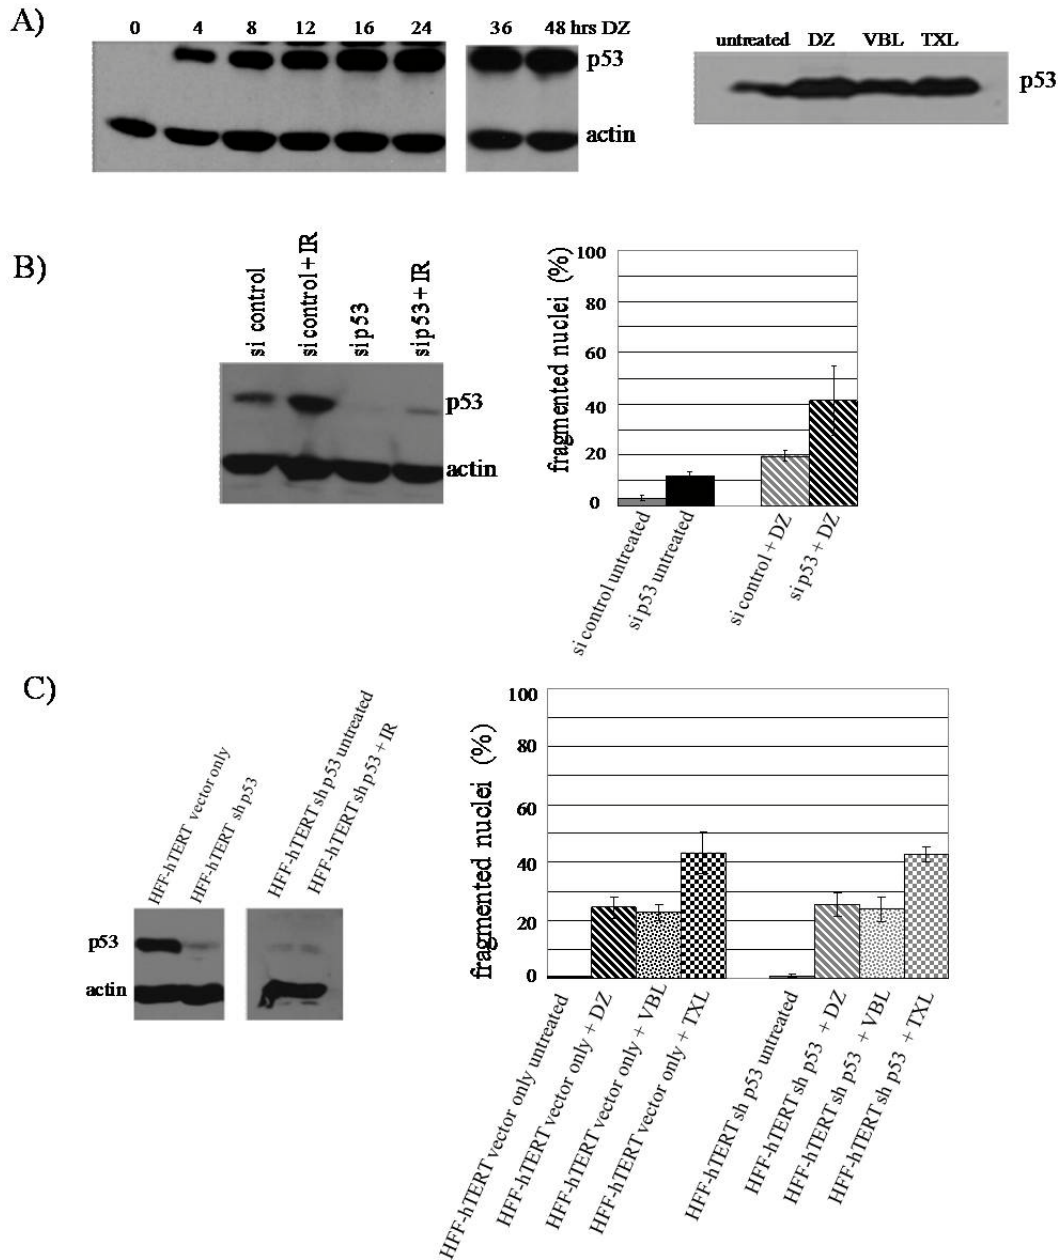 A)
0 4 8 12 16 24 36 48 hrs DZ
p53
actin
untreated DZ VBL TXL
p53
B)
si control
si control + IR
si p53
si p53 + IR
p53
actin
fragmented nuclei (%)
100
80
60
40
20
0
si control untreated
si p53 untreated
si control + DZ
si p53 + DZ
C)
HFF-hTERT vector only
HFF-hTERT sh p53
HFF-hTERT sh p53 untreated
HFF-hTERT sh p53 + IR
p53
actin
fragmented nuclei (%)
100
80
60
40
20
0
HFF-hTERT vector only untreated
HFF-hTERT vector only + DZ
HFF-hTERT vector only + VBL
HFF-hTERT vector only + TXL
HFF-hTERT sh p53 untreated
HFF-hTERT sh p53 + DZ
HFF-hTERT sh p53 + VBL
HFF-hTERT sh p53 + TXL